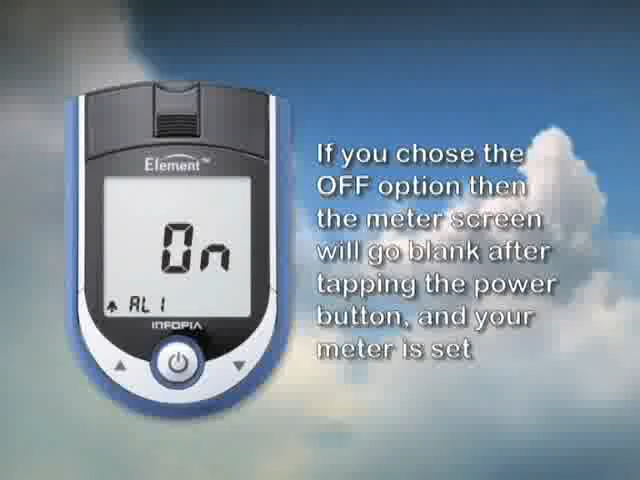 Element™
On
AL 1
INFOPIA
If you chose the
OFF option then
the meter screen
will go blank after
tapping the power
button, and your
meter is set